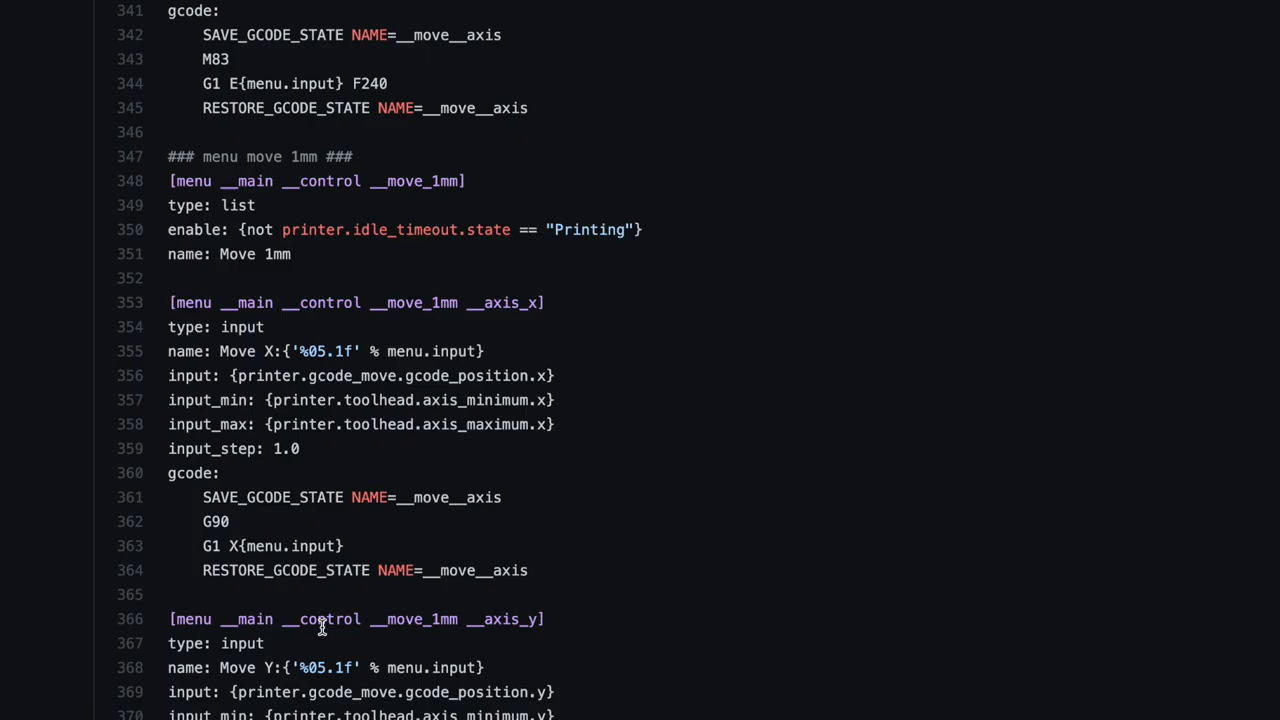 341 gcode:
342 SAVE_GCODE_STATE NAME=__move__axis
343 M83
344 G1 E{menu.input} F240
345 RESTORE_GCODE_STATE NAME=__move__axis
346
347 ### menu move 1mm ###
348 [menu __main __control __move_1mm]
349 type: list
350 enable: {not printer.idle_timeout.state == "Printing"}
351 name: Move 1mm
352
353 [menu __main __control __move_1mm __axis_x]
354 type: input
355 name: Move X:{'%05.1f' % menu.input}
356 input: {printer.gcode_move.gcode_position.x}
357 input_min: {printer.toolhead.axis_minimum.x}
358 input_max: {printer.toolhead.axis_maximum.x}
359 input_step: 1.0
360 gcode:
361 SAVE_GCODE_STATE NAME=__move__axis
362 G90
363 G1 X{menu.input}
364 RESTORE_GCODE_STATE NAME=__move__axis
365
366 [menu __main __control __move_1mm __axis_y]
367 type: input
368 name: Move Y:{'%05.1f' % menu.input}
369 input: {printer.gcode_move.gcode_position.y}
370 input_min: {printer.toolhead.axis_minimum.y}